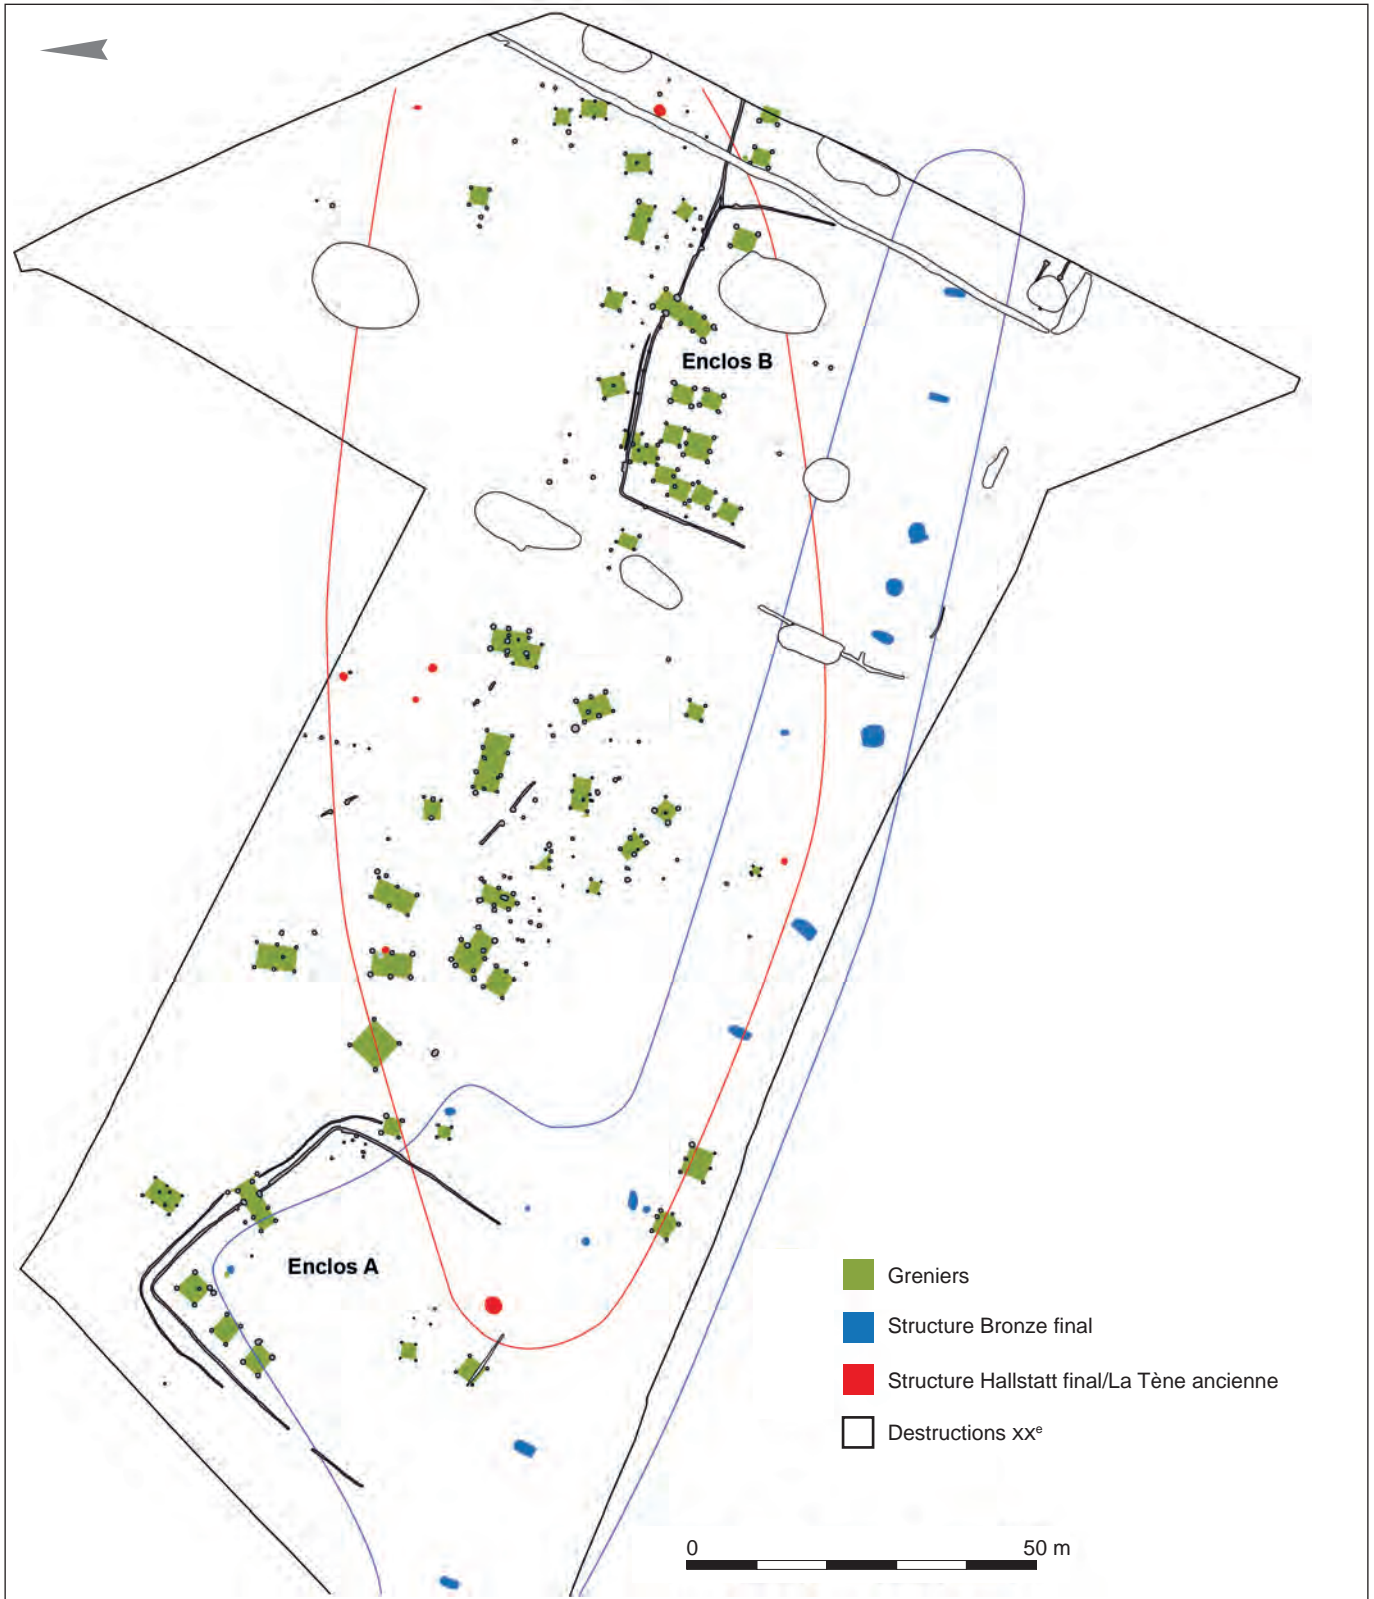 Enclos B
Enclos A
Greniers
Structure Bronze final
Structure Hallstatt final/La Tène ancienne
Destructions XXᵉ
0 50 m